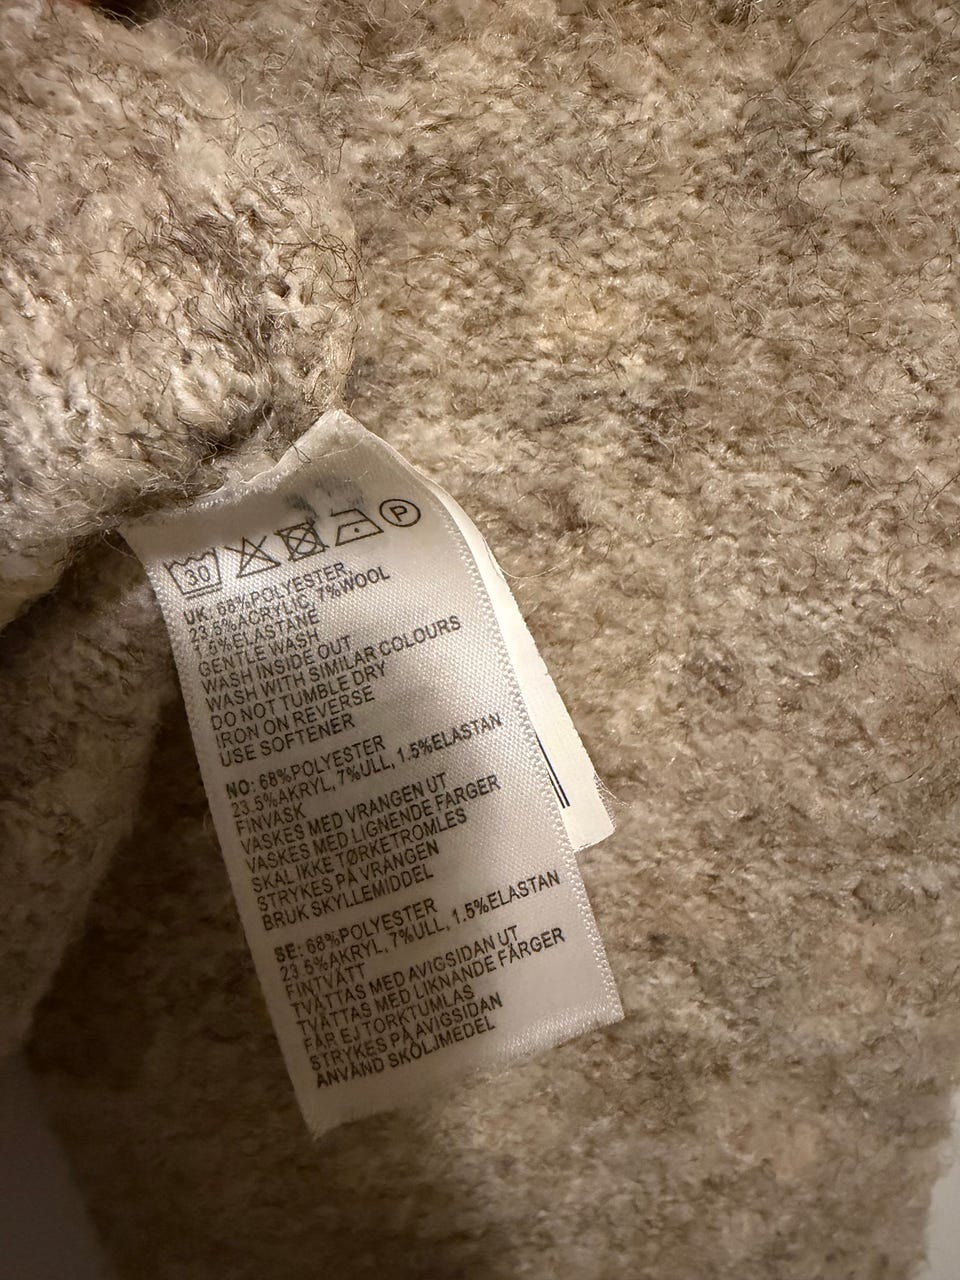 30 P
UK: 68%POLYESTER
23.5%ACRYLIC, 7%WOOL
1.5%ELASTANE
GENTLE WASH
WASH INSIDE OUT
WASH WITH SIMILAR COLOURS
DO NOT TUMBLE DRY
IRON ON REVERSE
USE SOFTENER
NO: 68%POLYESTER
23.5%AKRYL, 7%ULL, 1.5%ELASTAN
FINVASK
VASKES MED VRANGEN UT
VASKES MED LIGNENDE FARGER
SKAL IKKE TØRKETROMLES
STRYKES PÅ VRANGEN
BRUK SKYLLEMIDDEL
SE: 68%POLYESTER
23.5%AKRYL, 7%ULL, 1.5%ELASTAN
FINTVÄTT
TVÄTTAS MED AVIGSIDAN UT
TVÄTTAS MED LIKNANDE FÄRGER
FÅR EJ TORKTUMLAS
STRYKES PÅ AVIGSIDAN
ANVÄND SKÖLJMEDEL